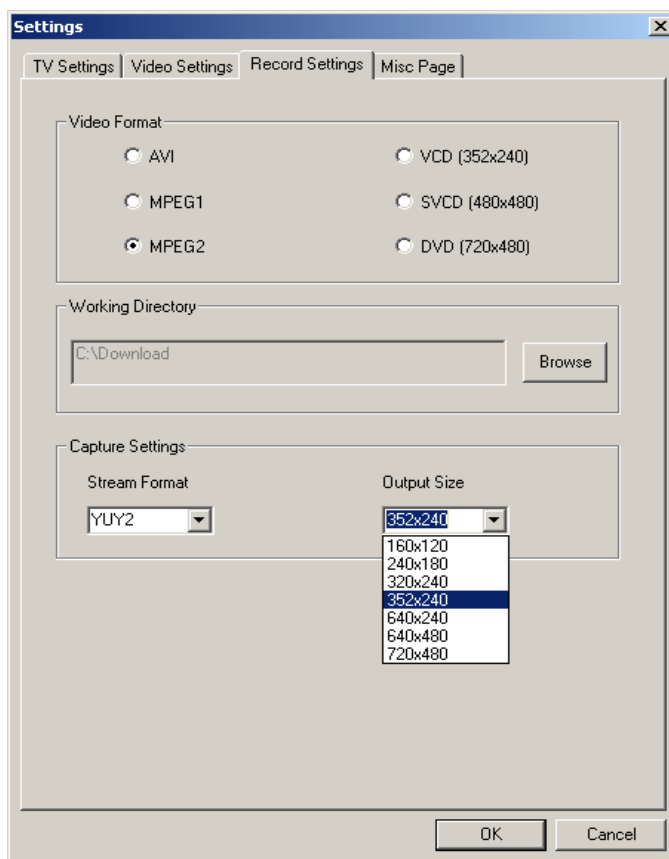 Settings
TV Settings Video Settings Record Settings Misc Page
Video Format
AVI VCD (352x240)
MPEG1 SVCD (480x480)
MPEG2 DVD (720x480)
Working Directory
C:\Download Browse
Capture Settings
Stream Format Output Size
YUY2 352x240
160x120
240x180
320x240
352x240
640x240
640x480
720x480
OK Cancel